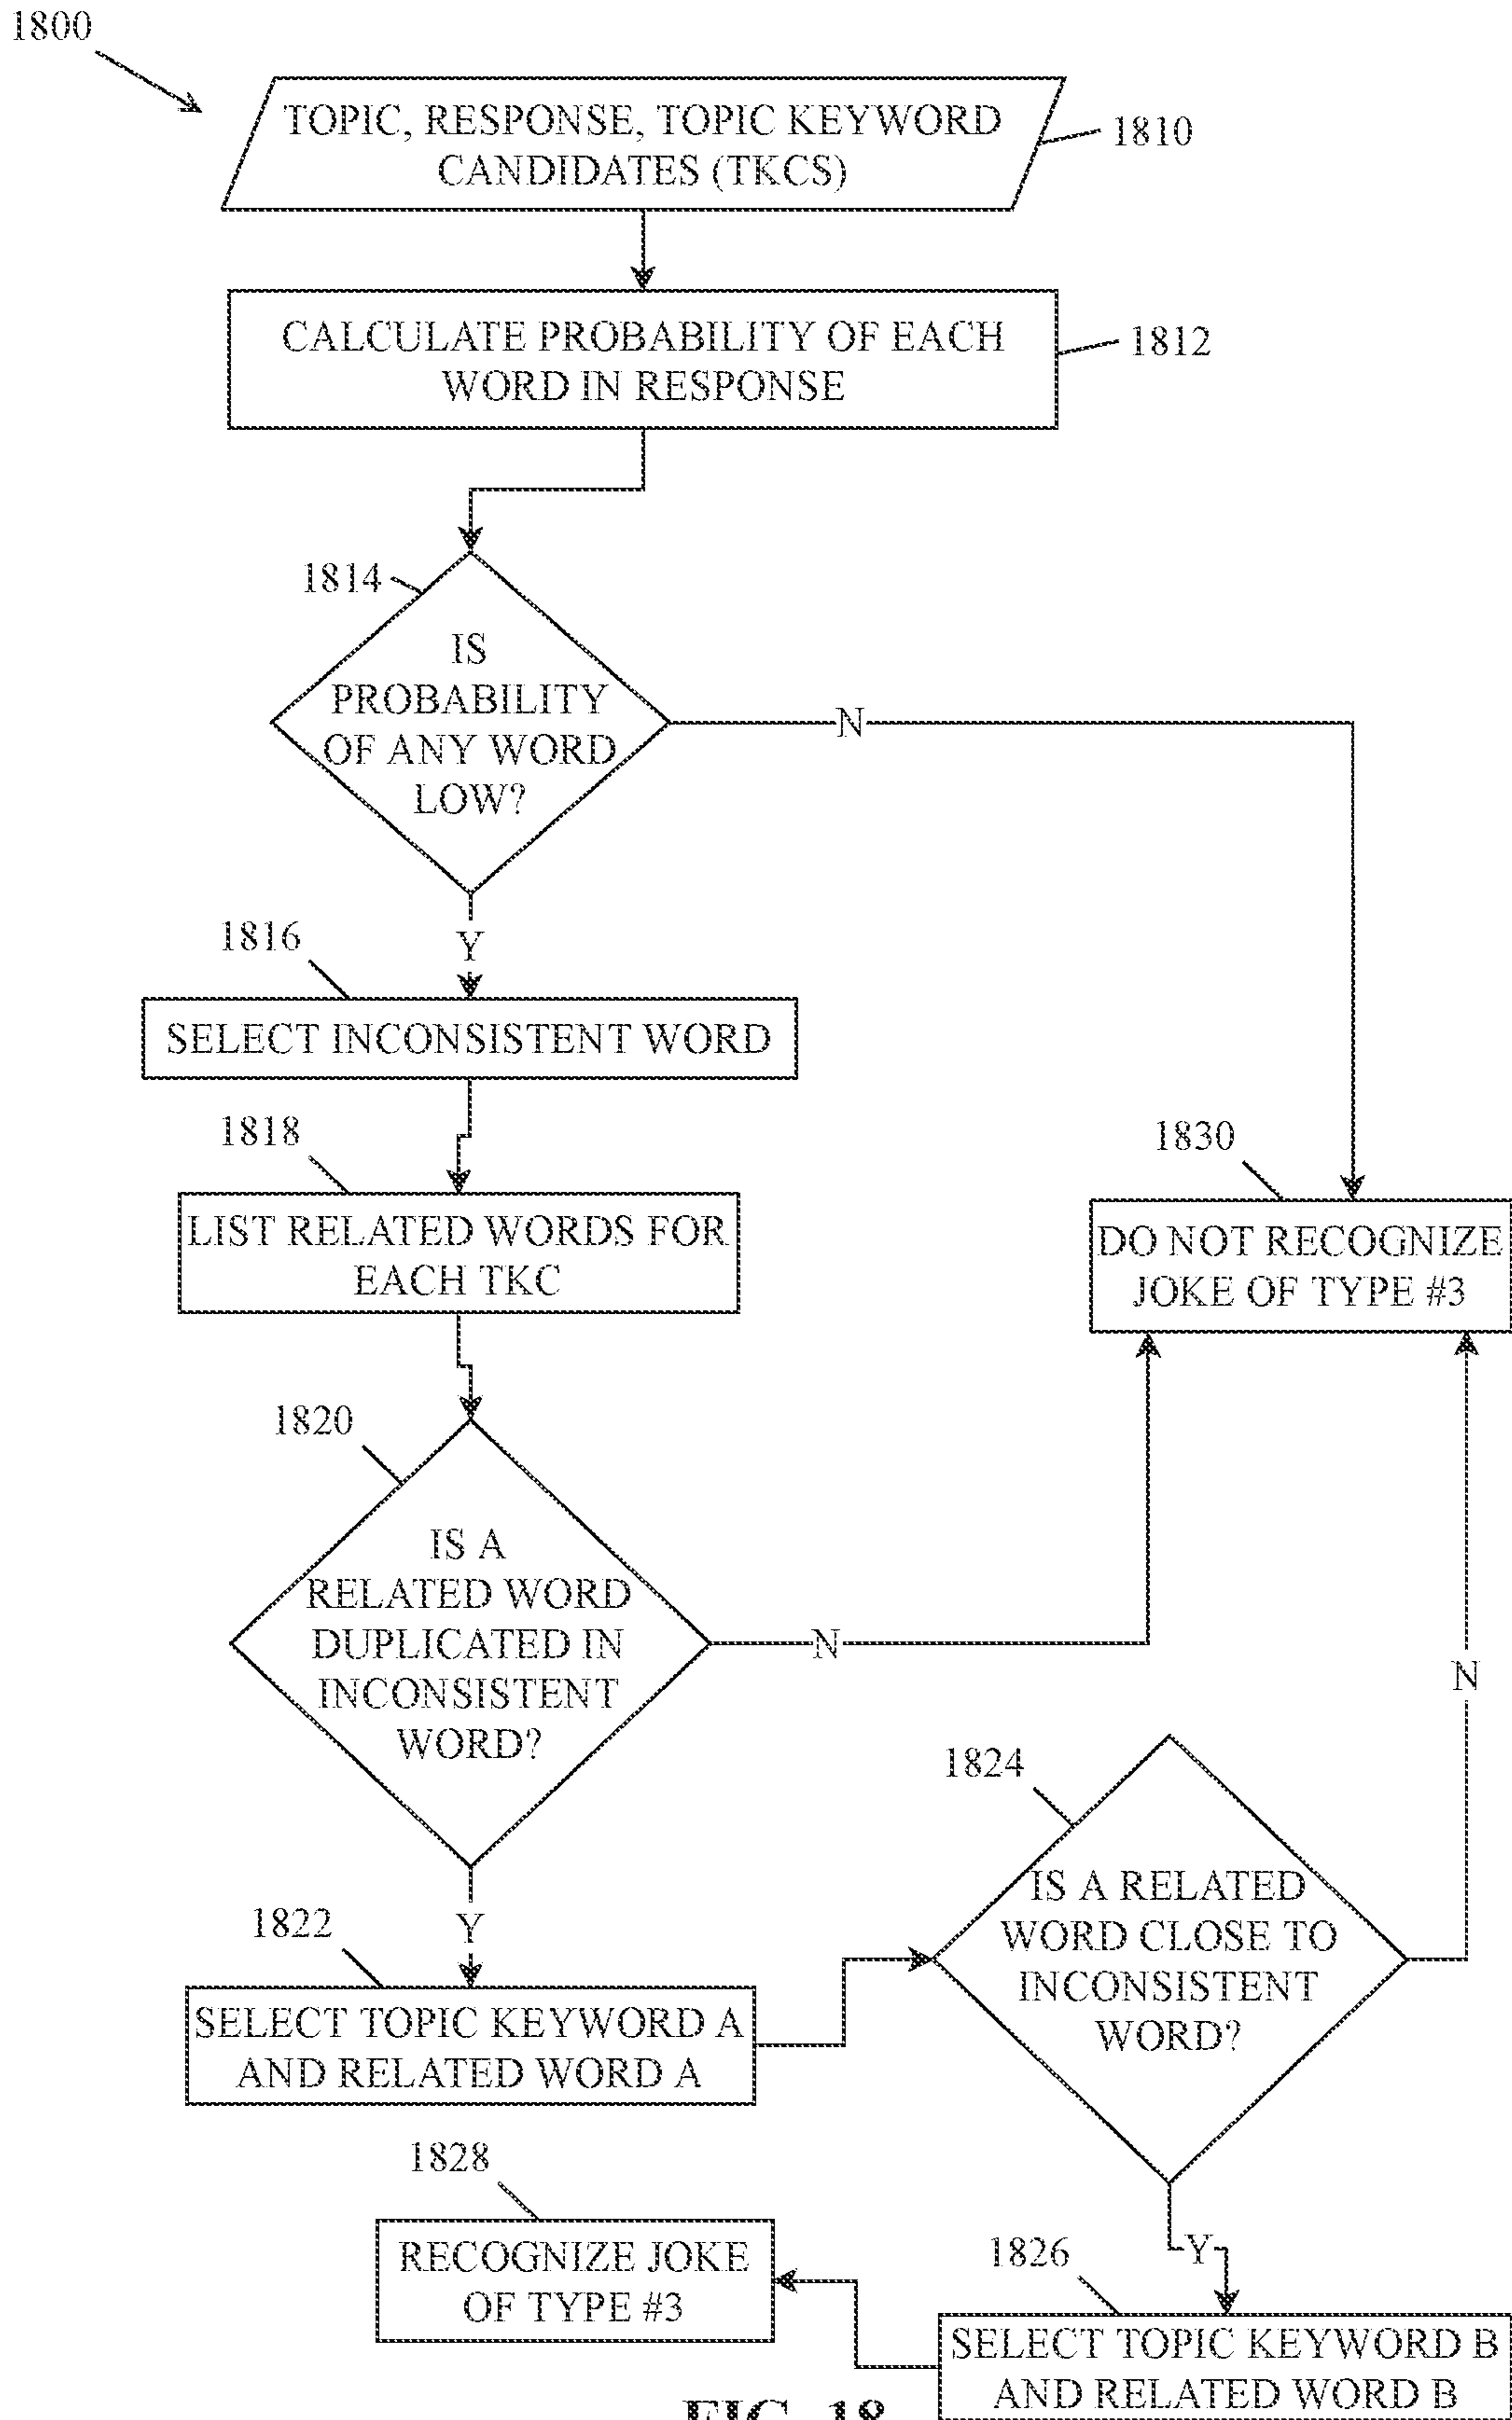 1800
TOPIC, RESPONSE, TOPIC KEYWORD
CANDIDATES (TKCS)
1810
CALCULATE PROBABILITY OF EACH
WORD IN RESPONSE
1812
1814
IS
PROBABILITY
OF ANY WORD
LOW?
N
Y
1816
SELECT INCONSISTENT WORD
1818
LIST RELATED WORDS FOR
EACH TKC
1830
DO NOT RECOGNIZE
JOKE OF TYPE #3
1820
IS A
RELATED WORD
DUPLICATED IN
INCONSISTENT
WORD?
N
Y
1822
SELECT TOPIC KEYWORD A
AND RELATED WORD A
1824
IS A RELATED
WORD CLOSE TO
INCONSISTENT
WORD?
N
Y
1826
SELECT TOPIC KEYWORD B
AND RELATED WORD B
1828
RECOGNIZE JOKE
OF TYPE #3
FIG. 18